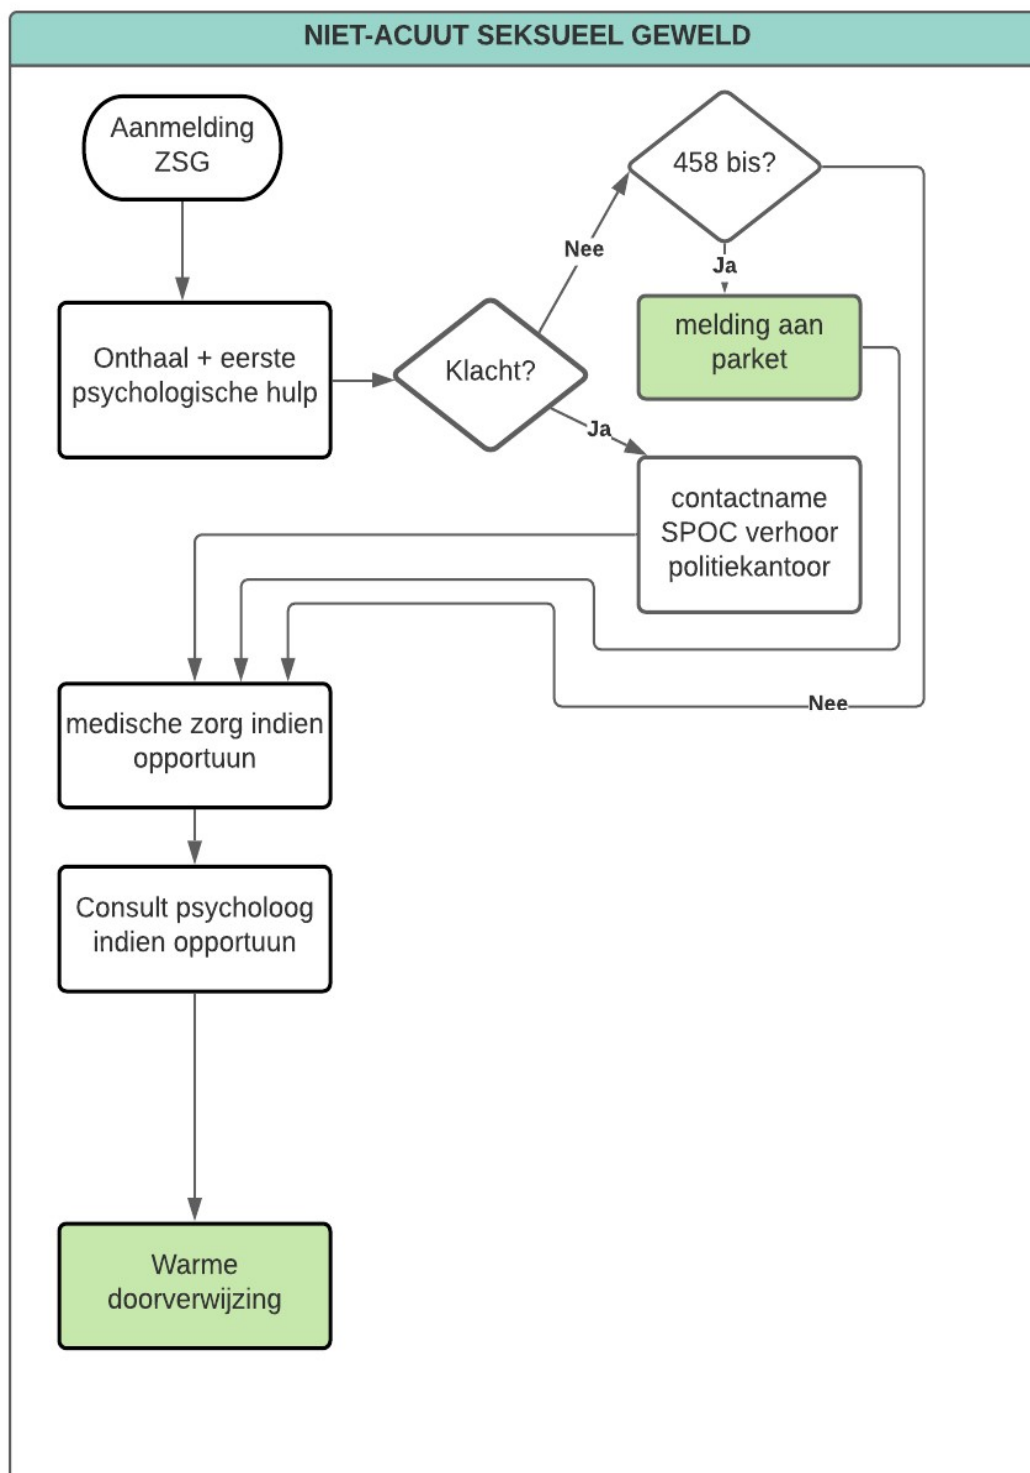 NIET-ACUUT SEKSUEEL GEWELD
Aanmelding
ZSG
458 bis?
Nee
Ja
Onthaal + eerste
psychologische hulp
Klacht?
melding aan
parket
Ja
contactname
SPOC verhoor
politiekantoor
Nee
medische zorg indien
opportuun
Consult psycholoog
indien opportuun
Warme
doorverwijzing